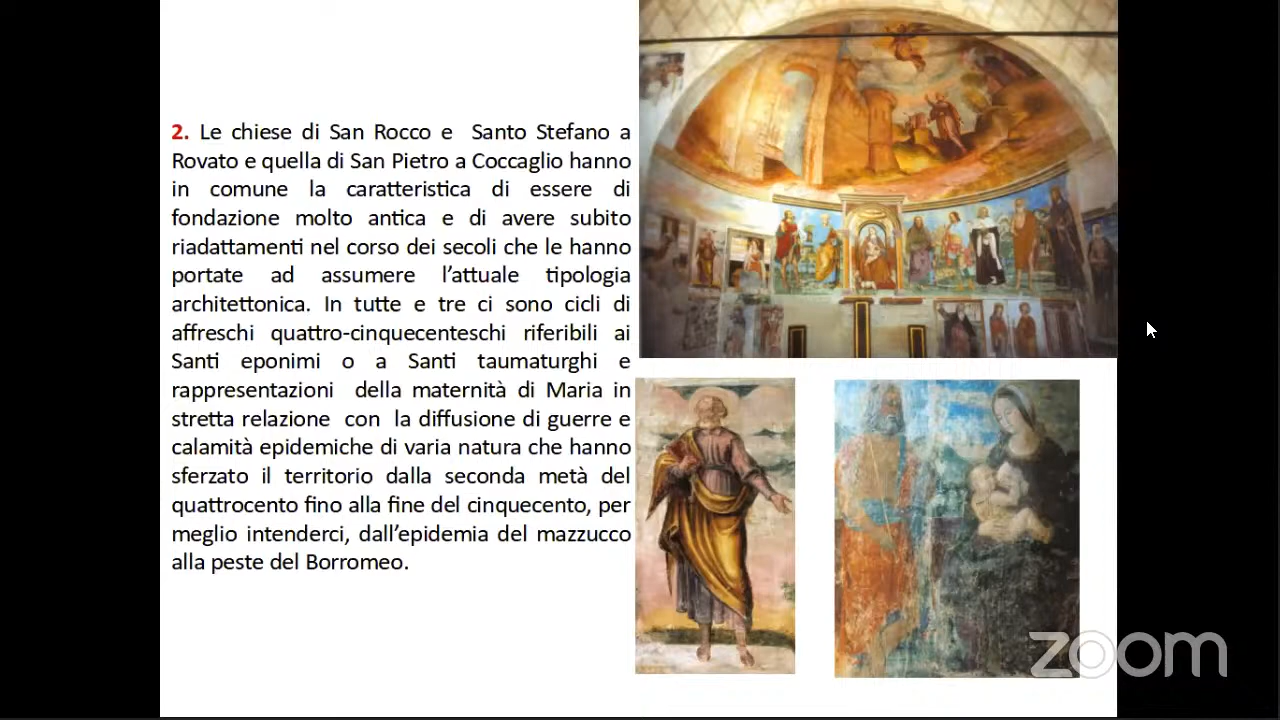 2. Le chiese di San Rocco e Santo Stefano a
Rovato e quella di San Pietro a Coccaglio hanno
in comune la caratteristica di essere di
fondazione molto antica e di avere subito
riadattamenti nel corso dei secoli che le hanno
portate ad assumere l’attuale tipologia
architettonica. In tutte e tre ci sono cicli di
affreschi quattro-cinquecenteschi riferibili ai
Santi eponimi o a Santi taumaturghi e
rappresentazioni della maternità di Maria in
stretta relazione con la diffusione di guerre e
calamità epidemiche di varia natura che hanno
sferzato il territorio dalla seconda metà del
quattrocento fino alla fine del cinquecento, per
meglio intenderci, dall’epidemia del mazzucco
alla peste del Borromeo.
zoom